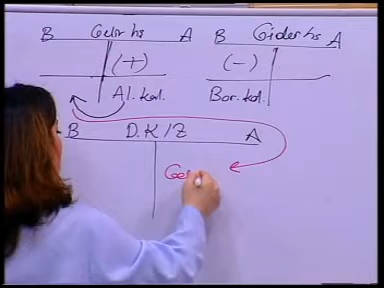 B Gelir hs A
B Gider hs A
(+)
(-)
Al. kal.
Bor. kal.
B D.K/Z A
Gel